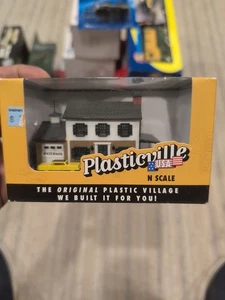 Plasticville
USA
N SCALE
THE ORIGINAL PLASTIC VILLAGE
WE BUILT IT FOR YOU!